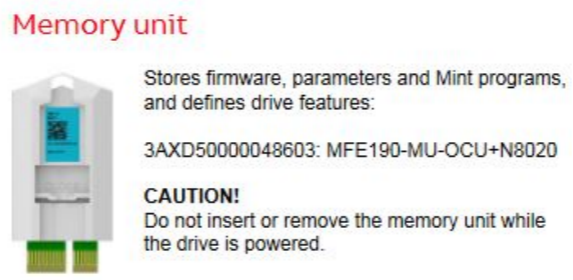 Memory unit
Stores firmware, parameters and Mint programs,
and defines drive features:
3AXD50000048603: MFE190-MU-OCU+N8020
CAUTION!
Do not insert or remove the memory unit while
the drive is powered.